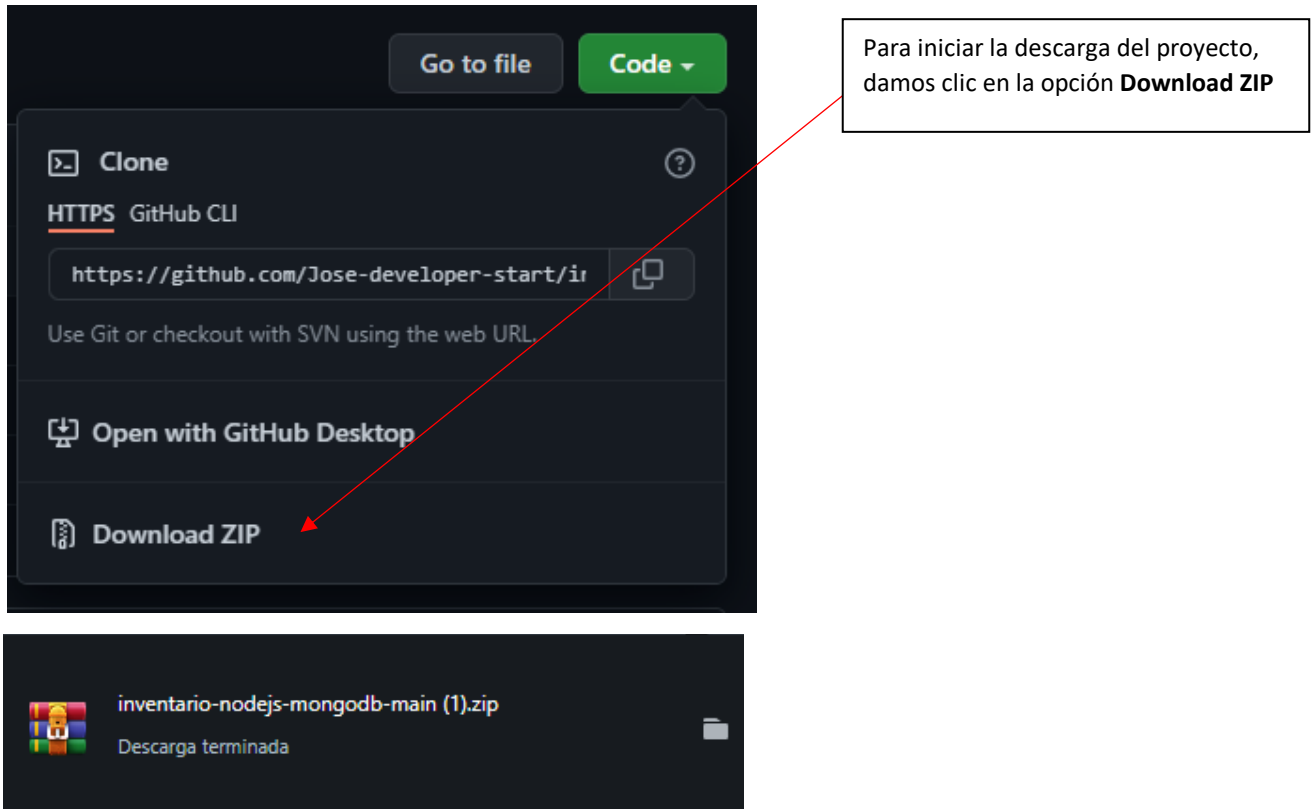 Go to file
Code
Para iniciar la descarga del proyecto,
damos clic en la opción Download ZIP
Clone
HTTPS GitHub CLI
https://github.com/Jose-developer-start/in
Use Git or checkout with SVN using the web URL.
Open with GitHub Desktop
Download ZIP
inventario-nodejs-mongodb-main (1).zip
Descarga terminada